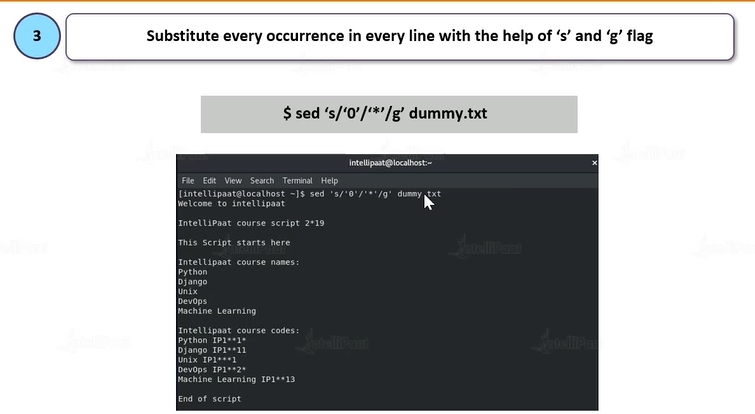 3
Substitute every occurrence in every line with the help of ‘s’ and ‘g’ flag
$ sed ‘s/‘0’/‘*’/g’ dummy.txt
intellipaat@localhost:~
×
File Edit View Search Terminal Help
[intellipaat@localhost ~]$ sed 's/'0'/'*'/g' dummy.txt
Welcome to intellipaat
IntelliPaat course script 2*19
This Script starts here
Intellipaat course names:
Python
Django
Unix
DevOps
Machine Learning
Intellipaat course codes:
Python IP1**1*
Django IP1**11
Unix IP1***1
DevOps IP1**2*
Machine Learning IP1**13
End of script